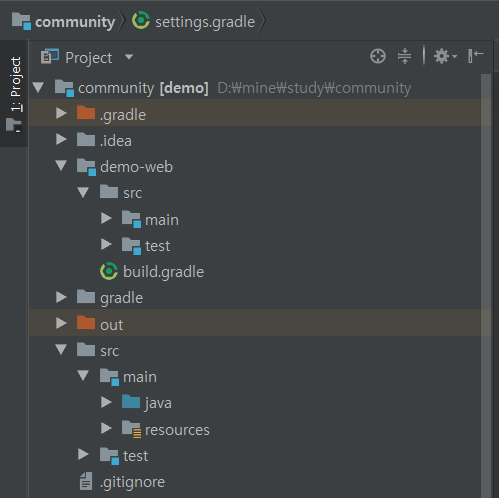 community settings.gradle
1: Project
Project
community [demo] D:₩mine₩study₩community
.gradle
.idea
demo-web
src
main
test
build.gradle
gradle
out
src
main
java
resources
test
.gitignore